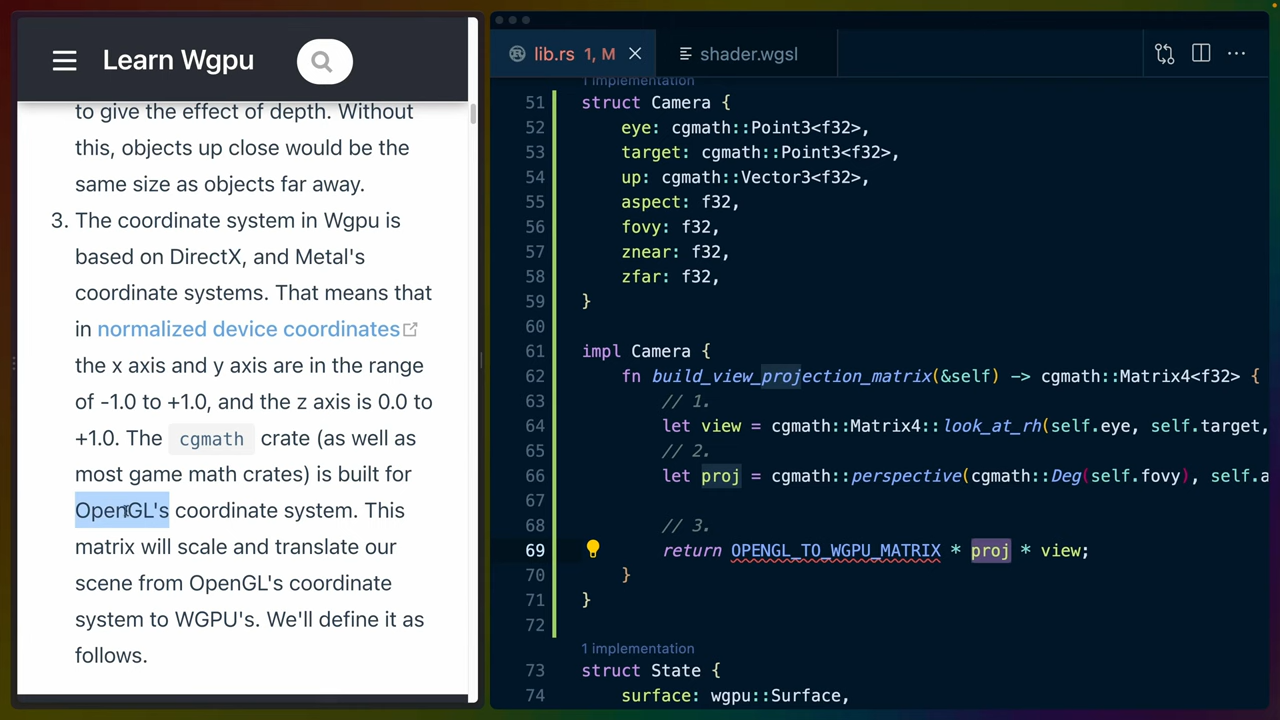 Learn Wgpu
to give the effect of depth. Without
this, objects up close would be the
same size as objects far away.
3. The coordinate system in Wgpu is
based on DirectX, and Metal's
coordinate systems. That means that
in normalized device coordinates
the x axis and y axis are in the range
of -1.0 to +1.0, and the z axis is 0.0 to
+1.0. The cgmath crate (as well as
most game math crates) is built for
OpenGL's coordinate system. This
matrix will scale and translate our
scene from OpenGL's coordinate
system to WGPU's. We'll define it as
follows.
lib.rs 1, M
shader.wgsl
1 implementation
51 struct Camera {
52 eye: cgmath::Point3<f32>,
53 target: cgmath::Point3<f32>,
54 up: cgmath::Vector3<f32>,
55 aspect: f32,
56 fovy: f32,
57 znear: f32,
58 zfar: f32,
59 }
60
61 impl Camera {
62 fn build_view_projection_matrix(&self) -> cgmath::Matrix4<f32> {
63 // 1.
64 let view = cgmath::Matrix4::look_at_rh(self.eye, self.target,
65 // 2.
66 let proj = cgmath::perspective(cgmath::Deg(self.fovy), self.a
67
68 // 3.
69 return OPENGL_TO_WGPU_MATRIX * proj * view;
70 }
71 }
72
1 implementation
73 struct State {
74 surface: wgpu::Surface,